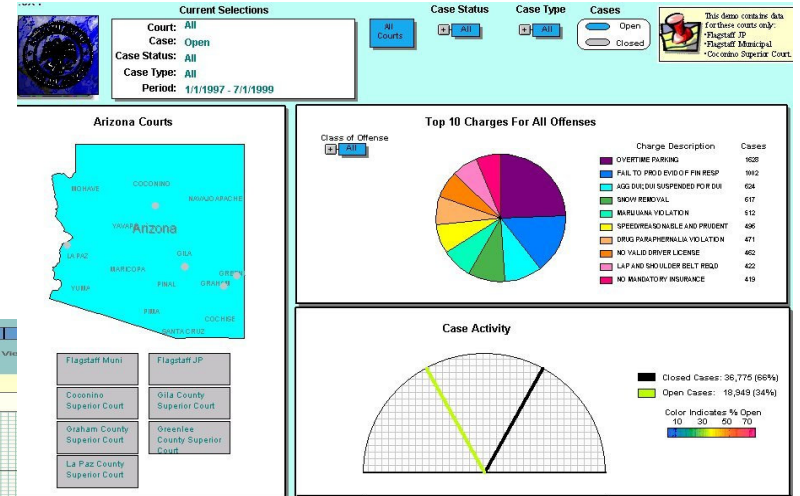 Current Selections
Court: All
Case: Open
Case Status: All
Case Type: All
Period: 1/1/1997 - 7/1/1999
All
Courts
Case Status
+ All
Case Type
+ All
Cases
Open
Closed
This demo contains data
for these courts only:
•Flagstaff JP
•Flagstaff Municipal
•Coconino Superior Court
Arizona Courts
MOHAVE
COCONINO
NAVAJO APACHE
YAVAP
Arizona
LA PAZ
GILA
MARICOPA
GREE
YUMA
PINAL
GRAHAM
PIMA
COCHISE
SANTA CRUZ
Flagstaff Muni
Flagstaff JP
Coconino
Superior Court
Gila County
Superior Court
Graham County
Superior Court
Greenlee
County Superior
Court
La Paz County
Superior Court
Vie
Top 10 Charges For All Offenses
Class of Offense
+ All
Charge Description Cases
OVERTIME PARKING 1628
FAIL TO PROD EVID OF FIN RESP 1002
AGG DUI;DUI SUSPENDED FOR DUI 624
SNOW REMOVAL 617
MARIJUANA VIOLATION 512
SPEED/REASONABLE AND PRUDENT 496
DRUG PARAPHERNALIA VIOLATION 471
NO VALID DRIVER LICENSE 462
LAP AND SHOULDER BELT REQ,D 422
NO MANDATORY INSURANCE 419
Case Activity
Closed Cases: 36,775 (66%)
Open Cases: 18,949 (34%)
Color Indicates % Open
10 30 50 70